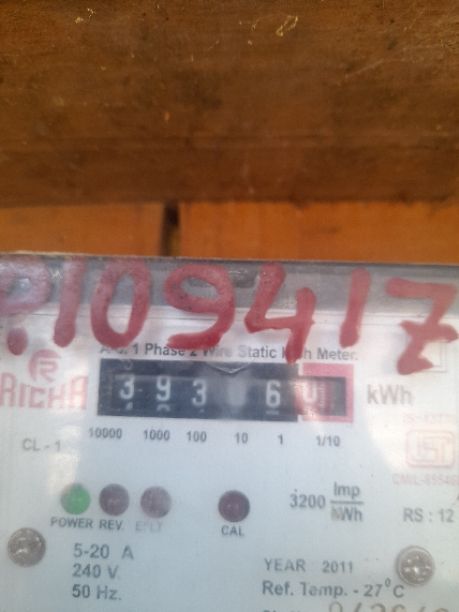 P109417
A.C. 1 Phase 2 Wire Static kWh Meter.
RICHA
3 9 3 6 kWh
10000 1000 100 10 1 1/10
CL - 1
3200 Imp/kWh
POWER REV. CAL
RS : 12
5-20 A
240 V.
50 Hz.
YEAR : 2011
Ref. Temp. - 27°C